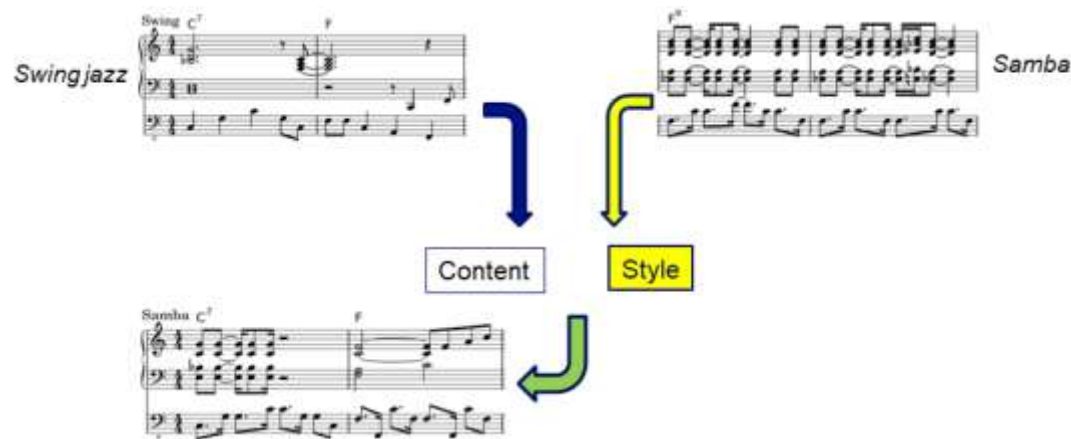 Swing C7 F
Swing jazz
F6
Samba
Content
Style
Samba C7 F